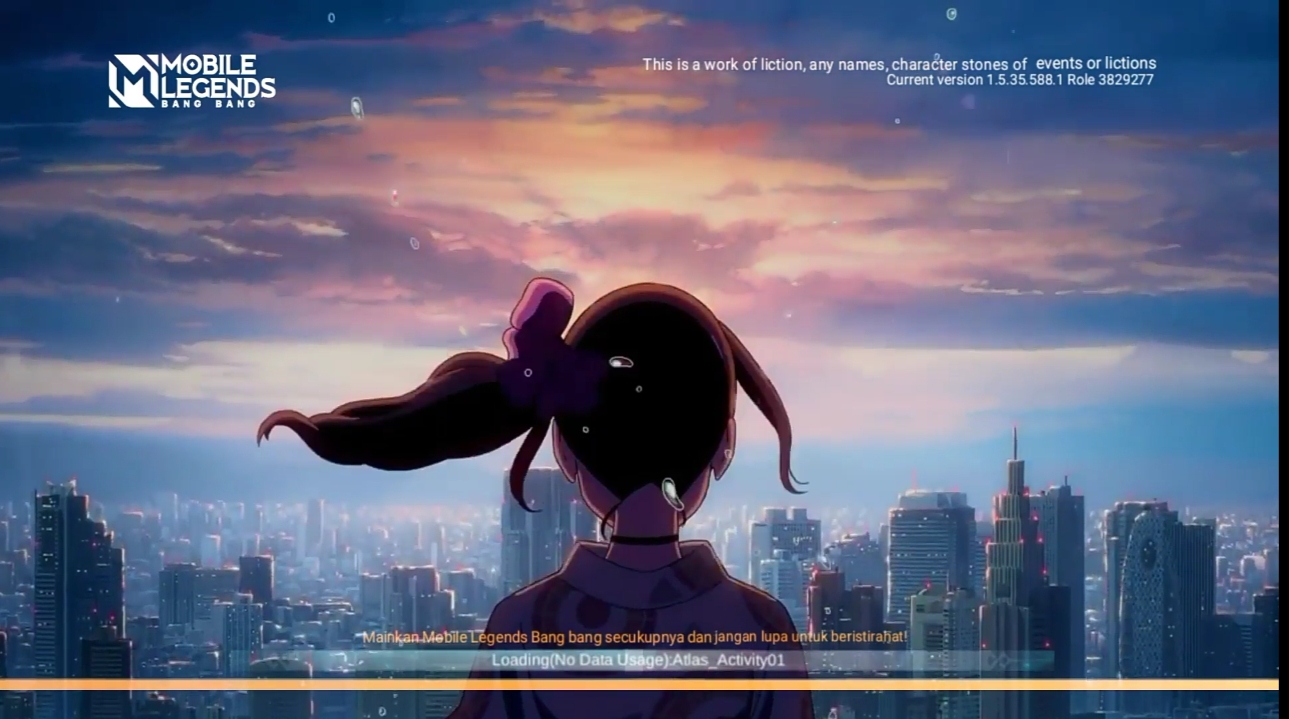 MOBILE
LEGENDS
BANG BANG
This is a work of liction, any names, character stones of events or lictions
Current version 1.5.35.588.1 Role 3829277
Mainkan Mobile Legends Bang bang secukupnya dan jangan lupa untuk beristirahat!
Loading(No Data Usage):Atlas_Activity01